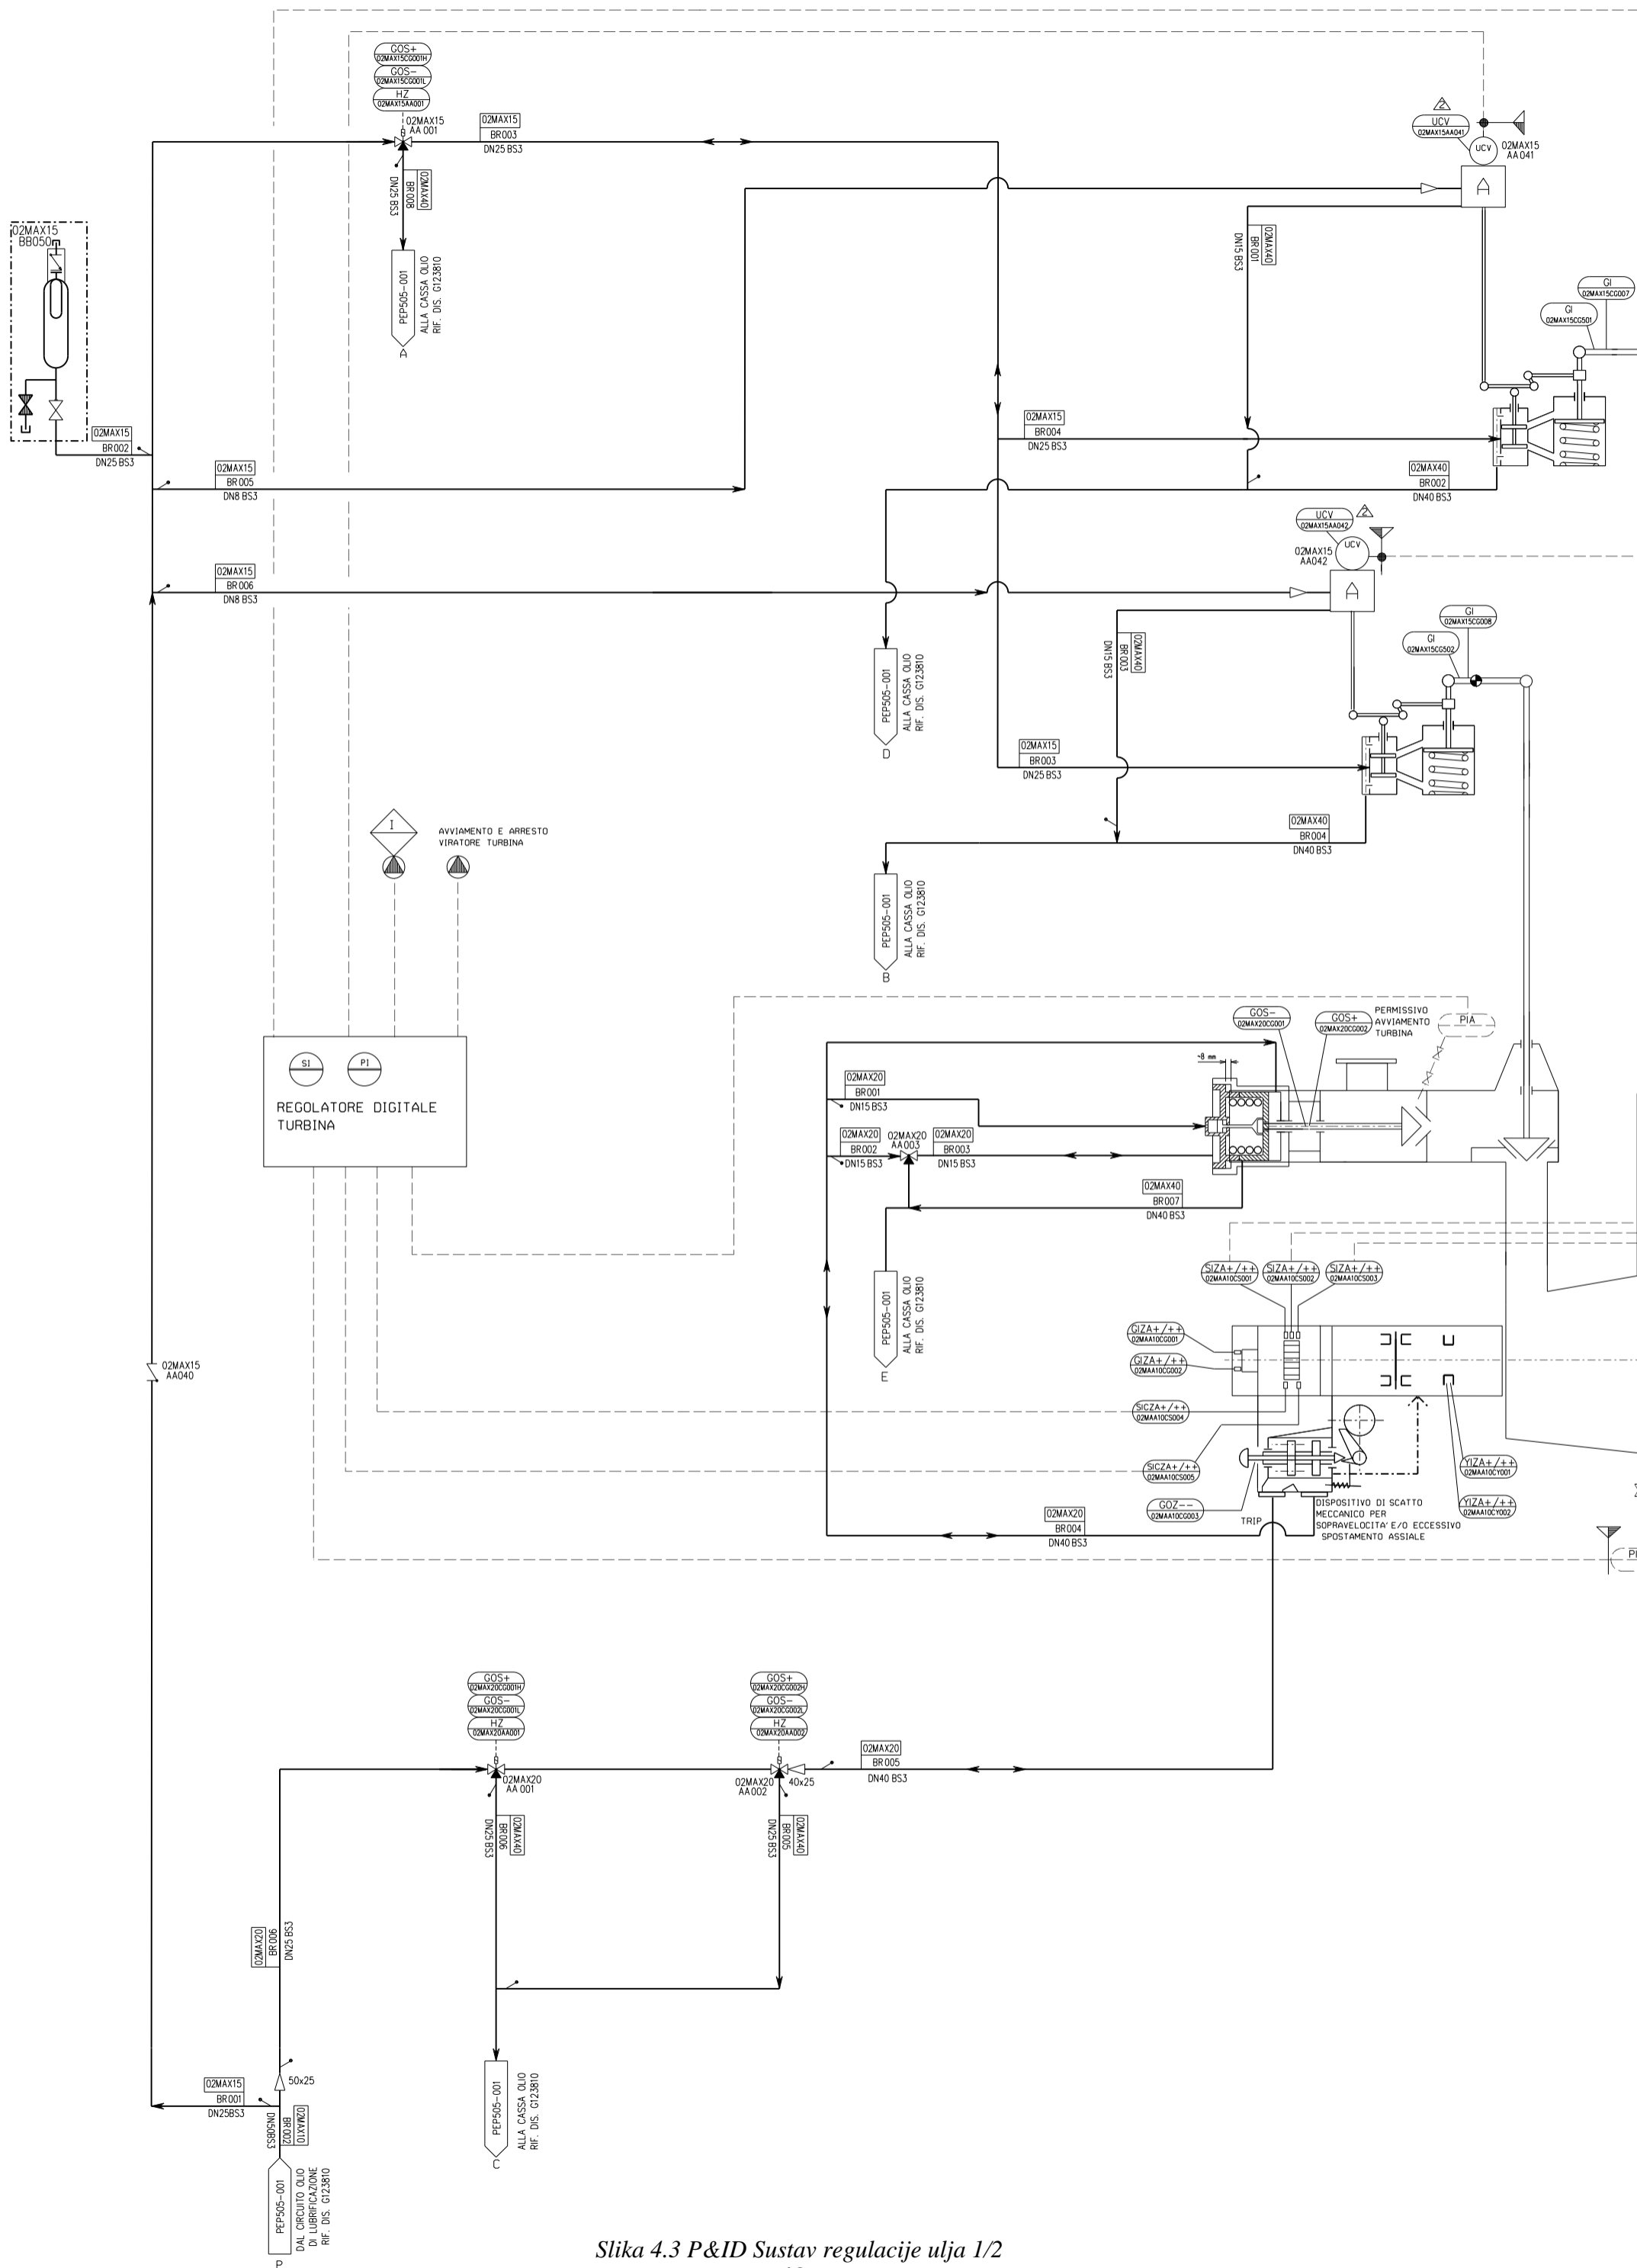 GOS+
02MAX15CG001H
GOS-
02MAX15CG001L
HZ
02MAX15AA001
02MAX15
AA 001
02MAX15
BR003
DN25 BS3
02MAX40
BR008
DN25 BS3
PEP505-001
ALLA CASSA OLIO
RIF. DIS. G123810
A
2
UCV
02MAX15AA041
UCV
02MAX15
AA041
A
02MAX15
BB050
02MAX40
BR001
DN15 BS3
GI
02MAX15CG007
GI
02MAX15CG501
02MAX15
BR002
DN25 BS3
02MAX15
BR004
DN25 BS3
02MAX15
BR005
DN8 BS3
02MAX40
BR002
DN40 BS3
UCV
02MAX15AA042
2
UCV
02MAX15
AA042
A
02MAX15
BR006
DN8 BS3
02MAX40
BR003
DN15 BS3
GI
02MAX15CG008
GI
02MAX15CG502
PEP505-001
ALLA CASSA OLIO
RIF. DIS. G123810
D
02MAX15
BR003
DN25 BS3
I
AVVIAMENTO E ARRESTO
VIRATORE TURBINA
02MAX40
BR004
DN40 BS3
PEP505-001
ALLA CASSA OLIO
RIF. DIS. G123810
B
SI
PI
REGOLATORE DIGITALE
TURBINA
GOS-
02MAX20CG001
GOS+
02MAX20CG002
PERMISSIVO
AVVIAMENTO
TURBINA
PIA
~8 mm
02MAX20
BR001
DN15 BS3
02MAX20
BR002
DN15 BS3
02MAX20
AA003
02MAX20
BR003
DN15 BS3
02MAX40
BR007
DN40 BS3
PEP505-001
ALLA CASSA OLIO
RIF. DIS. G123810
E
SIZA+/++
02MAA10CS001
SIZA+/++
02MAA10CS002
SIZA+/++
02MAA10CS003
GIZA+/++
02MAA10CG001
GIZA+/++
02MAA10CG002
02MAX15
AA040
SICZA+/++
02MAA10CS004
SICZA+/++
02MAA10CS005
GOZ--
02MAA10CG003
YIZA+/++
02MAA10CY001
YIZA+/++
02MAA10CY002
TRIP
DISPOSITIVO DI SCATTO
MECCANICO PER
SOPRAVELOCITA' E/O ECCESSIVO
SPOSTAMENTO ASSIALE
02MAX20
BR004
DN40 BS3
GOS+
02MAX20CG001H
GOS-
02MAX20CG001L
HZ
02MAX20AA001
GOS+
02MAX20CG002H
GOS-
02MAX20CG002L
HZ
02MAX20AA002
02MAX20
AA 001
02MAX20
AA002
40x25
02MAX20
BR005
DN40 BS3
02MAX40
BR006
DN25 BS3
02MAX40
BR005
DN25 BS3
02MAX20
BR006
DN25 BS3
50x25
02MAX15
BR001
DN25BS3
02MAX10
BR002
DN50BS3
PEP505-001
ALLA CASSA OLIO
RIF. DIS. G123810
C
PEP505-001
DAL CIRCUITO OLIO
DI LUBRIFICAZIONE
RIF. DIS. G123810
P
Slika 4.3 P&ID Sustav regulacije ulja 1/2